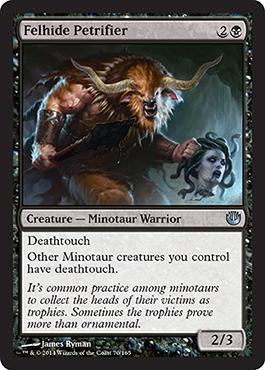 Felhide Petrifier 2
Creature — Minotaur Warrior
Deathtouch
Other Minotaur creatures you control
have deathtouch.
It's common practice among minotaurs
to collect the heads of their victims as
trophies. Sometimes the trophies prove
more than ornamental.
2/3
James Ryman
™ & © 2014 Wizards of the Coast 70/165